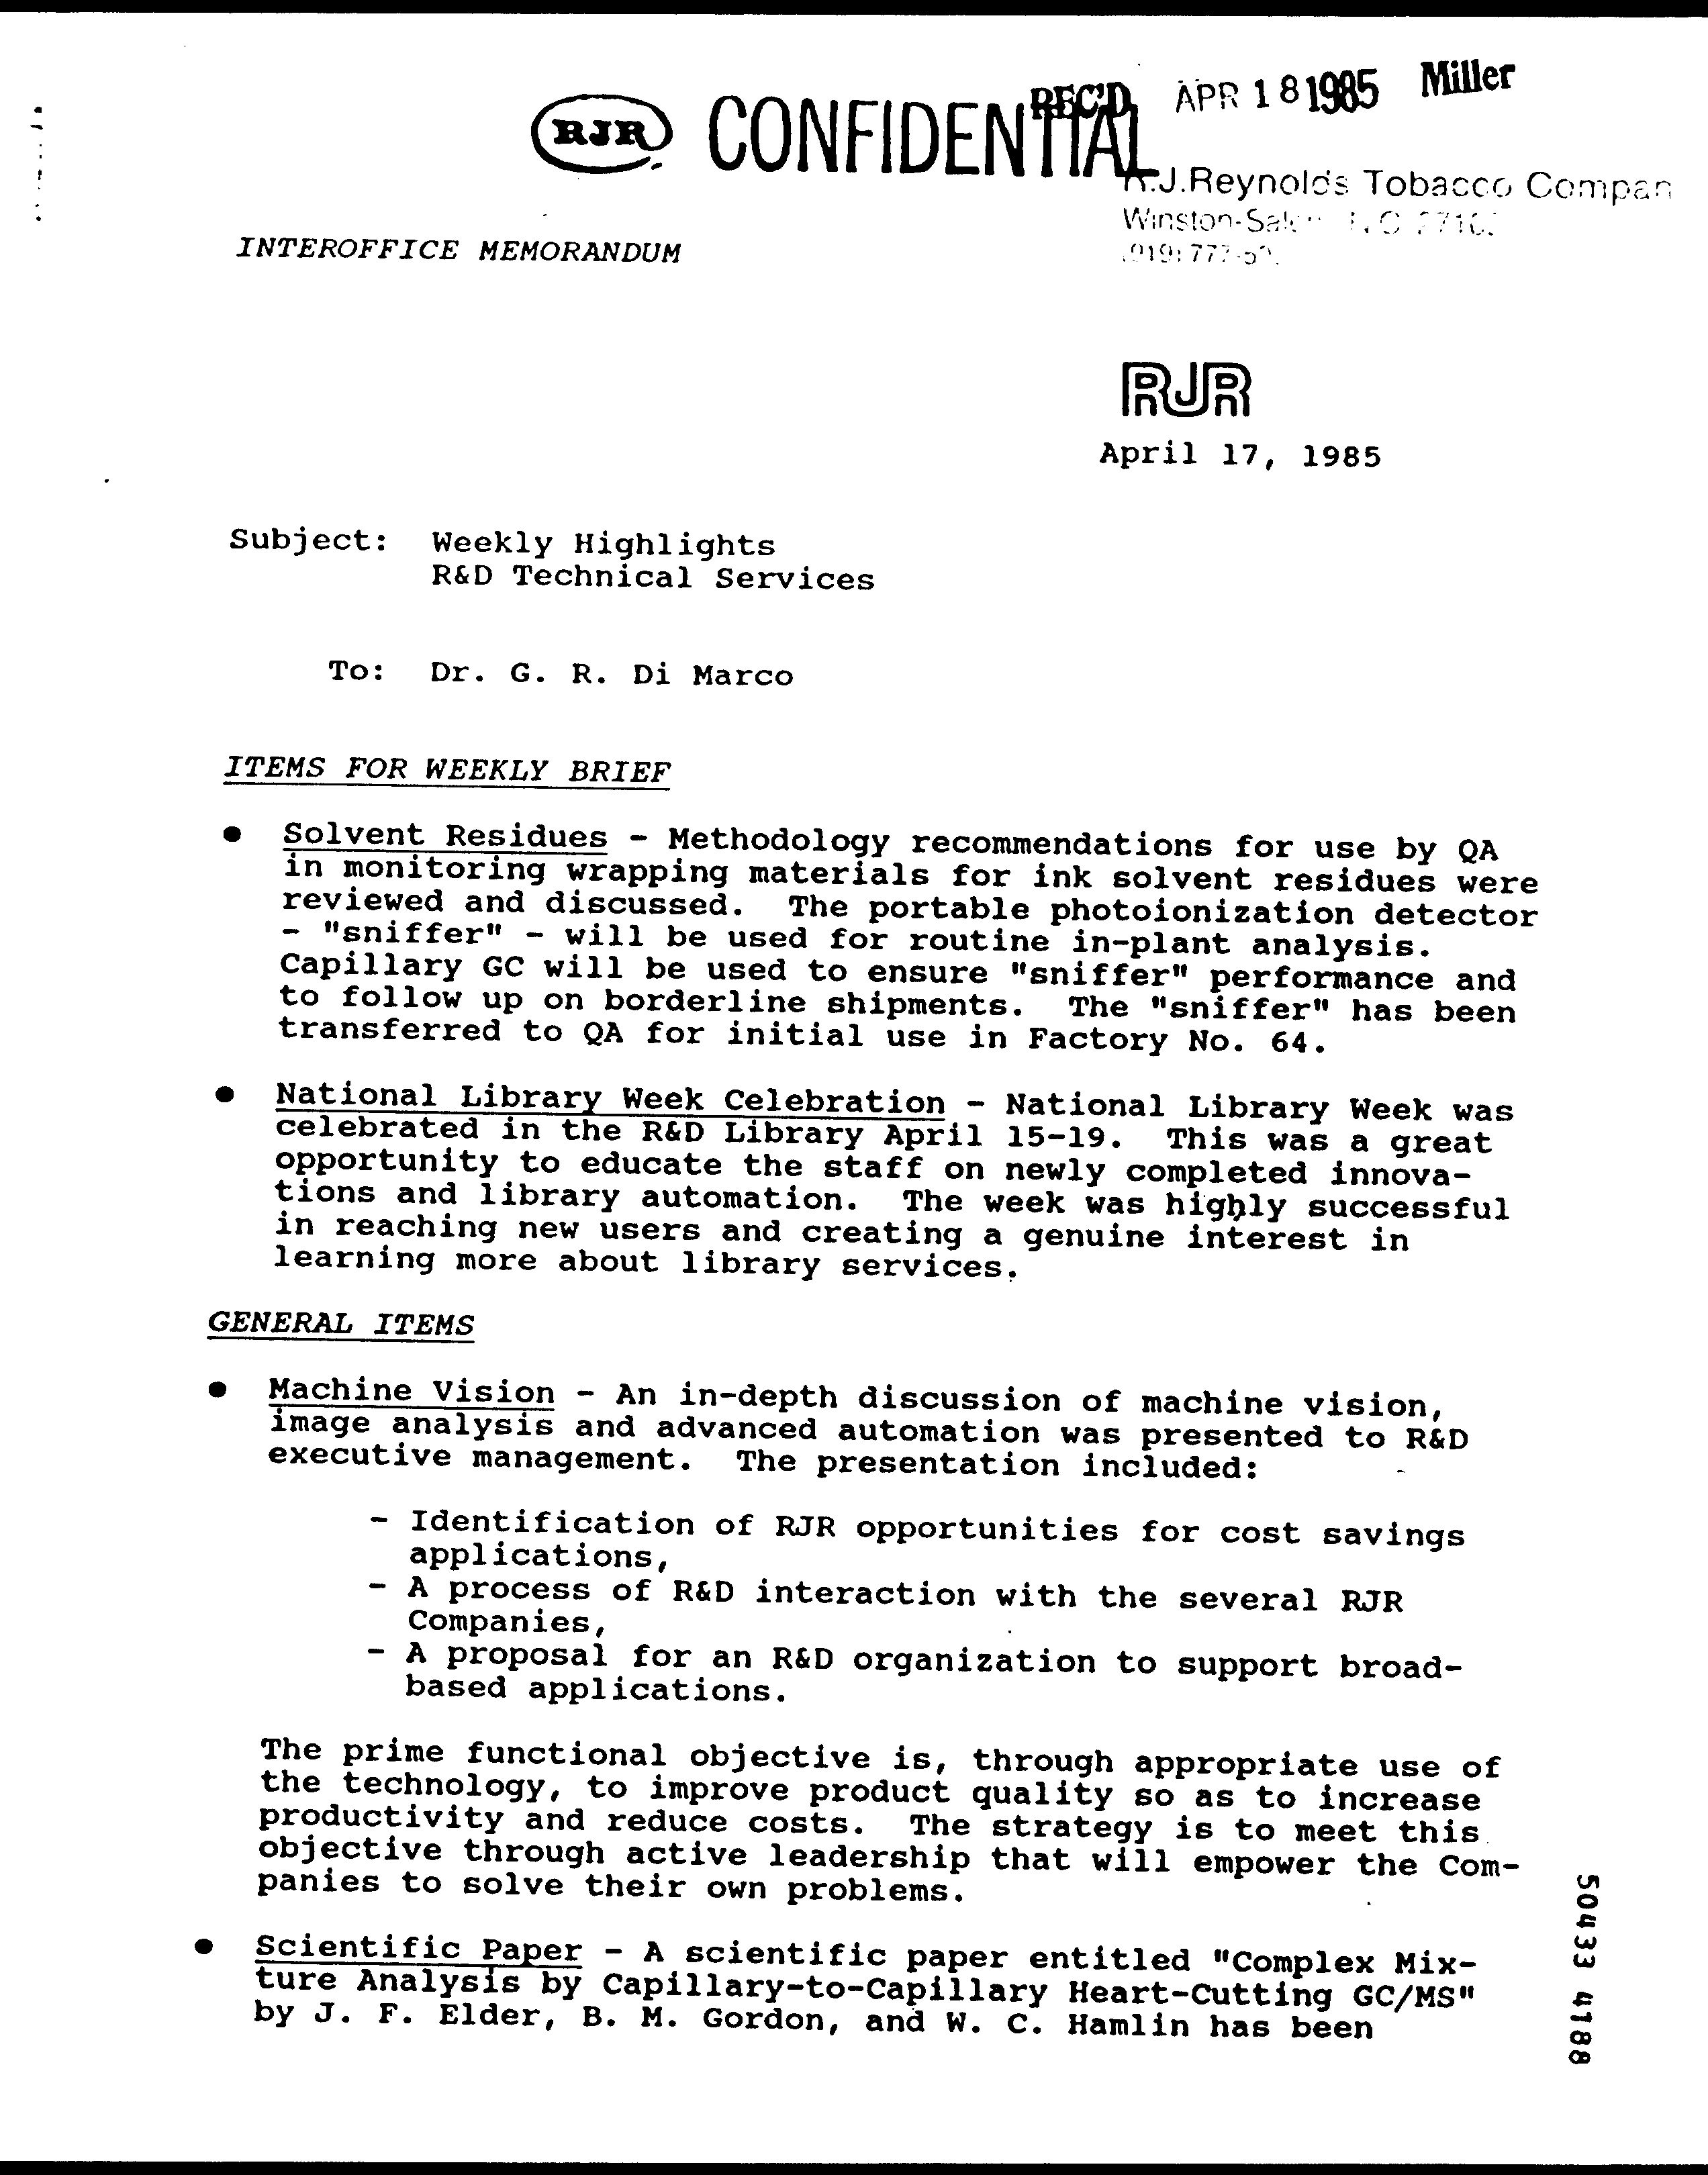 RJR CONFIDENTIAL REC'D APR 18 1985 Miller
R.J.Reynolds Tobacco Compan
Winston-Salem
INTEROFFICE MEMORANDUM
RJR
April 17, 1985
Subject: Weekly Highlights
R&D Technical Services
To: Dr. G. R. Di Marco
ITEMS FOR WEEKLY BRIEF
● Solvent Residues - Methodology recommendations for use by QA
in monitoring wrapping materials for ink solvent residues were
reviewed and discussed. The portable photoionization detector
- "sniffer" - will be used for routine in-plant analysis.
Capillary GC will be used to ensure "sniffer" performance and
to follow up on borderline shipments. The "sniffer" has been
transferred to QA for initial use in Factory No. 64.
● National Library Week Celebration - National Library Week was
celebrated in the R&D Library April 15-19. This was a great
opportunity to educate the staff on newly completed innova-
tions and library automation. The week was highly successful
in reaching new users and creating a genuine interest in
learning more about library services.
GENERAL ITEMS
● Machine Vision - An in-depth discussion of machine vision,
image analysis and advanced automation was presented to R&D
executive management. The presentation included:
- Identification of RJR opportunities for cost savings
applications,
- A process of R&D interaction with the several RJR
Companies,
- A proposal for an R&D organization to support broad-
based applications.
The prime functional objective is, through appropriate use of
the technology, to improve product quality so as to increase
productivity and reduce costs. The strategy is to meet this
objective through active leadership that will empower the Com-
panies to solve their own problems.
● Scientific Paper - A scientific paper entitled "Complex Mix-
ture Analysis by Capillary-to-Capillary Heart-Cutting GC/MS"
by J. F. Elder, B. M. Gordon, and W. C. Hamlin has been
50433 4188